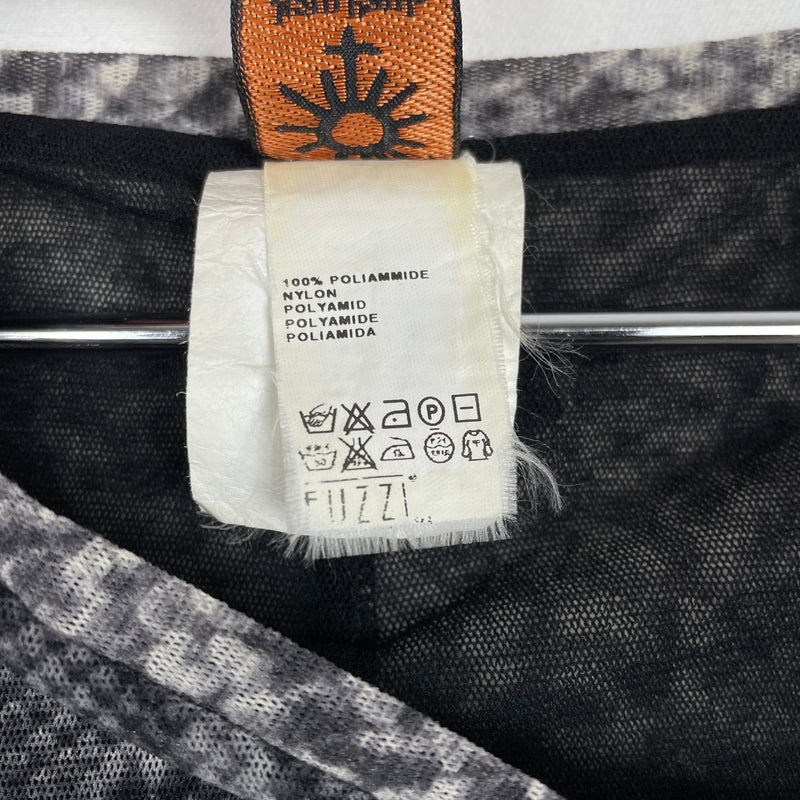 100% POLIAMMIDE
NYLON
POLYAMID
POLYAMIDE
POLIAMIDA
P
FUZZI